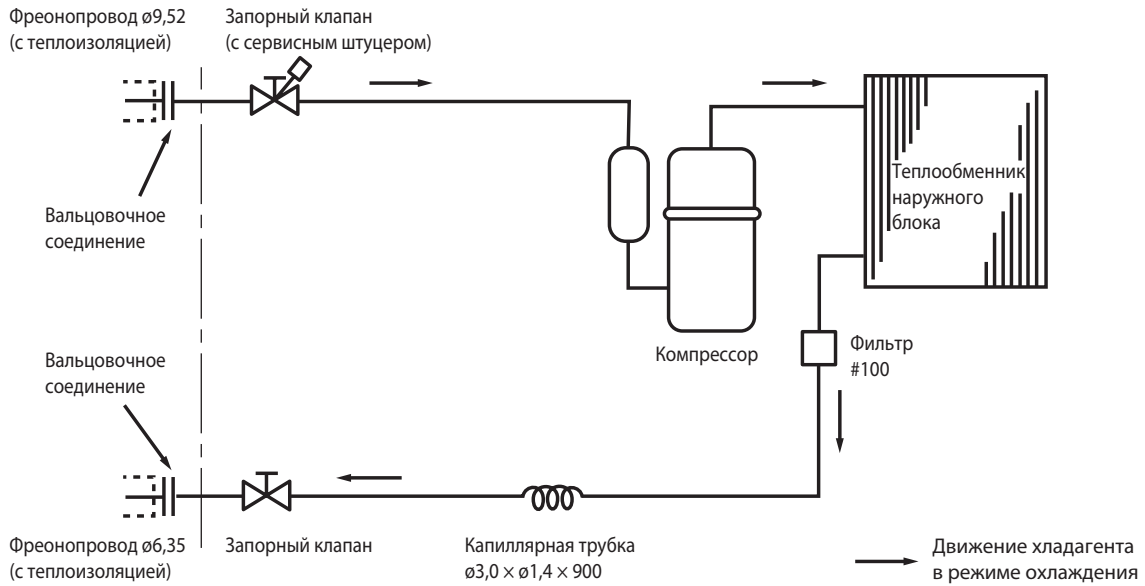 Фреонопровод ø9,52
(с теплоизоляцией)
Запорный клапан
(с сервисным штуцером)
Вальцовочное
соединение
Теплообменник
наружного
блока
Компрессор
Фильтр
#100
Вальцовочное
соединение
Фреонопровод ø6,35
(с теплоизоляцией)
Запорный клапан
Капиллярная трубка
ø3,0 × ø1,4 × 900
Движение хладагента
в режиме охлаждения